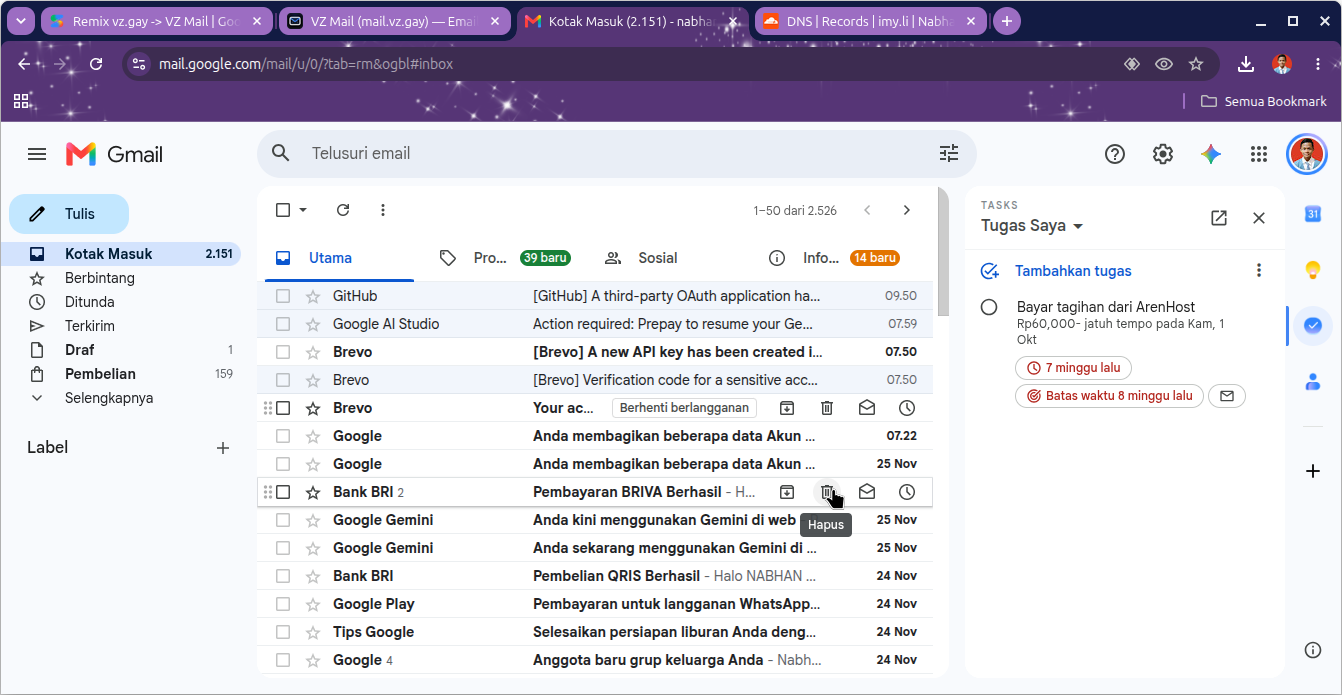 Remix vz.gay -> VZ Mail | Goo
VZ Mail (mail.vz.gay) — Emai
Kotak Masuk (2.151) - nabha
DNS | Records | imy.li | Nabha
mail.google.com/mail/u/0/?tab=rm&ogbl#inbox
Semua Bookmark
Gmail
Telusuri email
Tulis
Kotak Masuk 2.151
Berbintang
Ditunda
Terkirim
Draf 1
Pembelian 159
Selengkapnya
Label
1–50 dari 2.526
Utama
Pro... 39 baru
Sosial
Info... 14 baru
GitHub [GitHub] A third-party OAuth application ha... 09.50
Google AI Studio Action required: Prepay to resume your Ge... 07.59
Brevo [Brevo] A new API key has been created i... 07.50
Brevo [Brevo] Verification code for a sensitive acc... 07.50
Brevo Your ac... Berhenti berlangganan
Google Anda membagikan beberapa data Akun ... 07.22
Google Anda membagikan beberapa data Akun ... 25 Nov
Bank BRI 2 Pembayaran BRIVA Berhasil - H...
Hapus
Google Gemini Anda kini menggunakan Gemini di web 25 Nov
Google Gemini Anda sekarang menggunakan Gemini di ... 25 Nov
Bank BRI Pembelian QRIS Berhasil - Halo NABHAN ... 24 Nov
Google Play Pembayaran untuk langganan WhatsApp... 24 Nov
Tips Google Selesaikan persiapan liburan Anda deng... 24 Nov
Google 4 Anggota baru grup keluarga Anda - Nabh... 24 Nov
TASKS
Tugas Saya
Tambahkan tugas
Bayar tagihan dari ArenHost
Rp60,000- jatuh tempo pada Kam, 1
Okt
7 minggu lalu
Batas waktu 8 minggu lalu
31